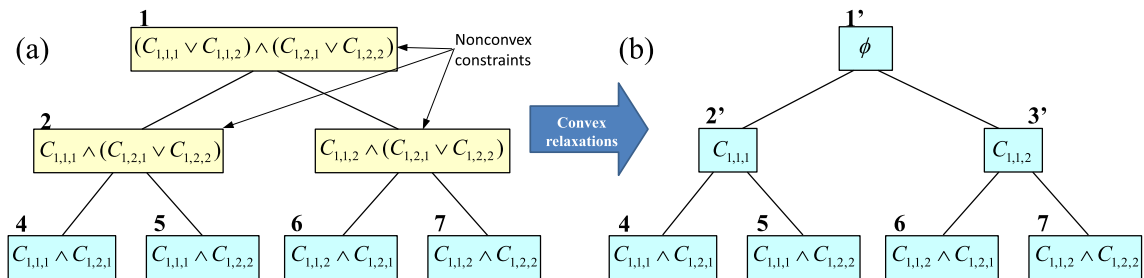 (a)
1
(C1,1,1 ∨ C1,1,2) ∧ (C1,2,1 ∨ C1,2,2)
Nonconvex
constraints
2
C1,1,1 ∧ (C1,2,1 ∨ C1,2,2)
C1,1,2 ∧ (C1,2,1 ∨ C1,2,2)
4
C1,1,1 ∧ C1,2,1
5
C1,1,1 ∧ C1,2,2
6
C1,1,2 ∧ C1,2,1
7
C1,1,2 ∧ C1,2,2
Convex
relaxations
(b)
1’
ϕ
2’
C1,1,1
3’
C1,1,2
4
C1,1,1 ∧ C1,2,1
5
C1,1,1 ∧ C1,2,2
6
C1,1,2 ∧ C1,2,1
7
C1,1,2 ∧ C1,2,2